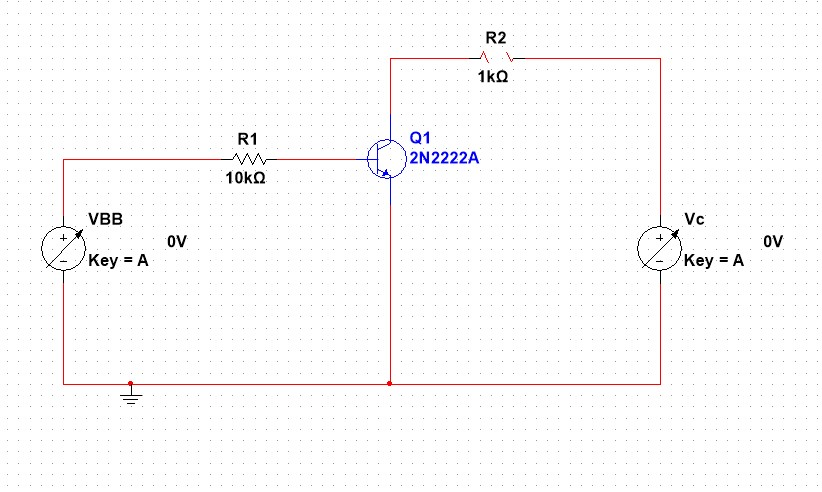 R2
1kΩ
Q1
2N2222A
R1
10kΩ
VBB
0V
Key = A
Vc
0V
Key = A